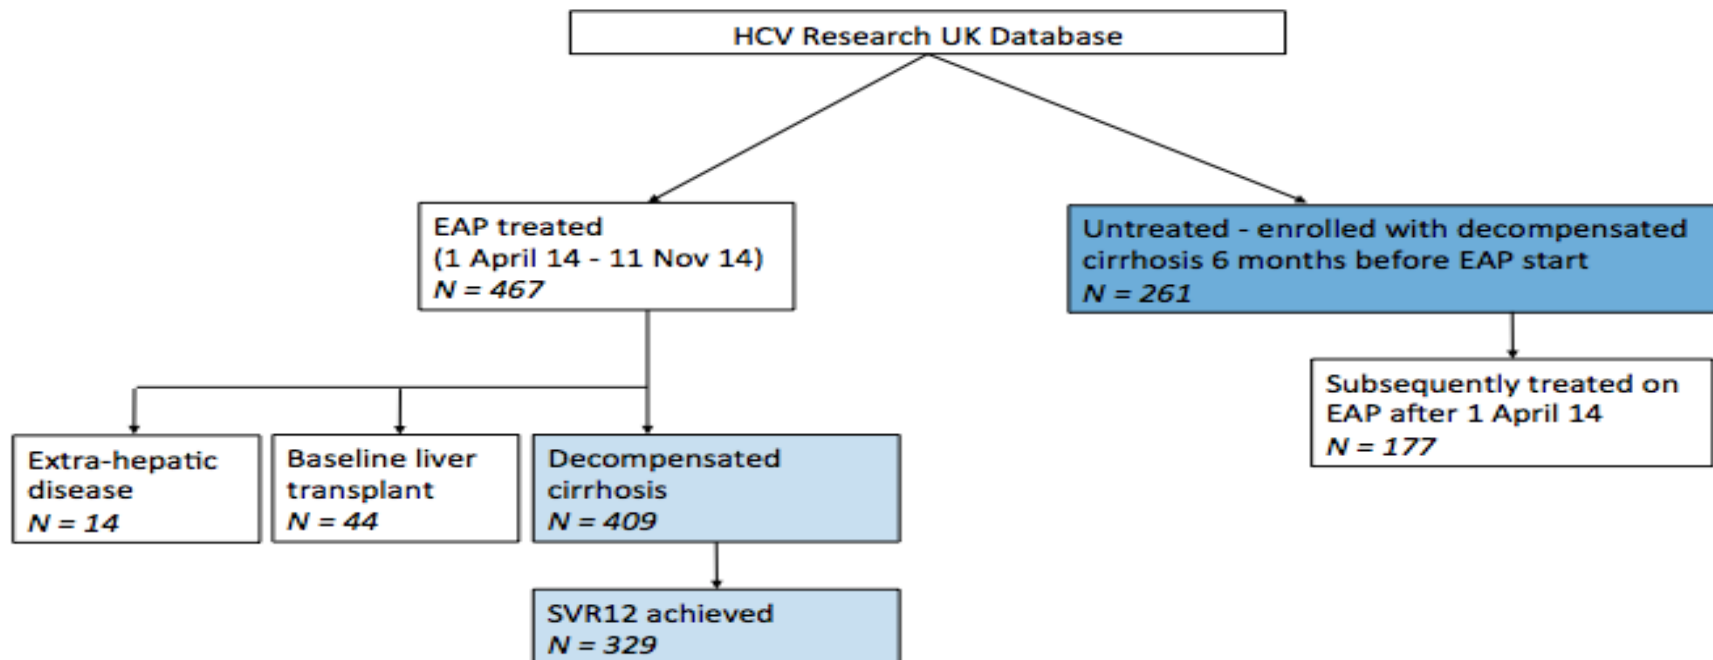 HCV Research UK Database
EAP treated
(1 April 14 - 11 Nov 14)
N = 467
Untreated - enrolled with decompensated
cirrhosis 6 months before EAP start
N = 261
Subsequently treated on
EAP after 1 April 14
N = 177
Extra-hepatic
disease
N = 14
Baseline liver
transplant
N = 44
Decompensated
cirrhosis
N = 409
SVR12 achieved
N = 329